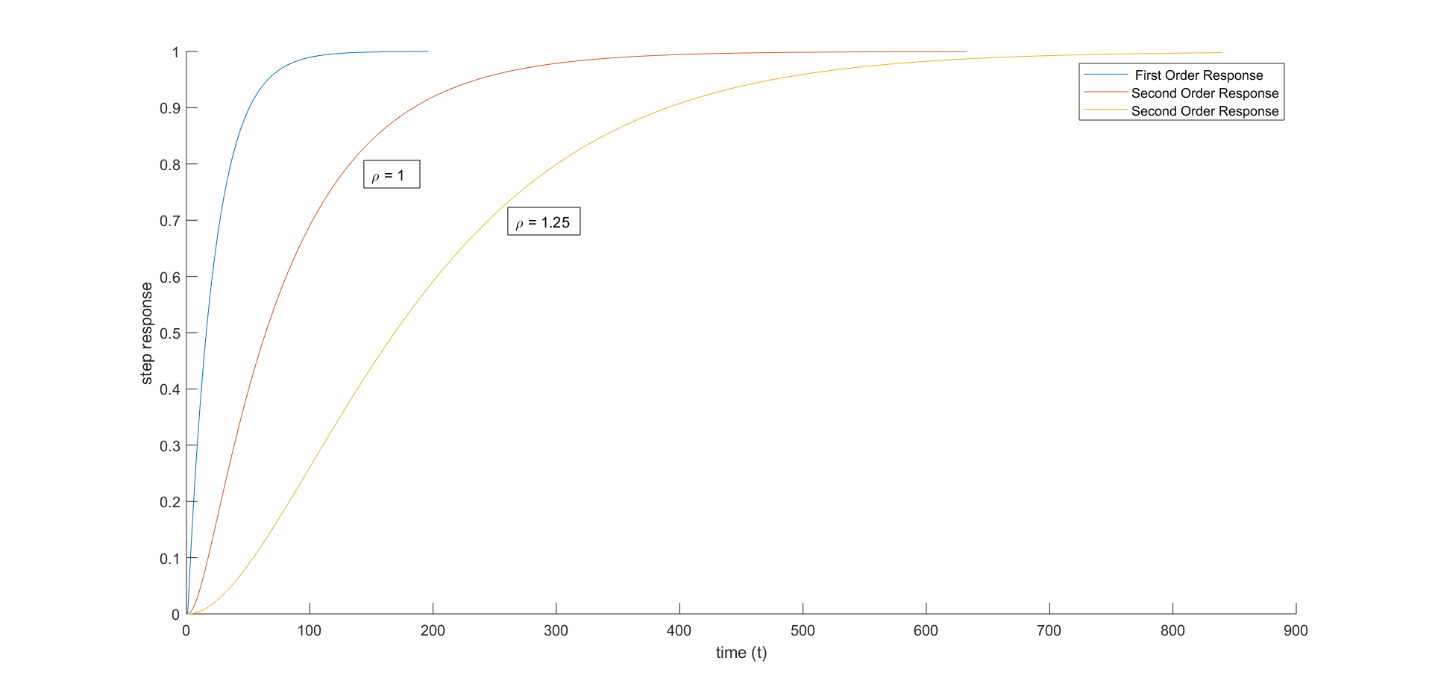 1
0.9
0.8
0.7
0.6
0.5
0.4
0.3
0.2
0.1
0
step response
First Order Response
Second Order Response
Second Order Response
ρ = 1
ρ = 1.25
0 100 200 300 400 500 600 700 800 900
time (t)